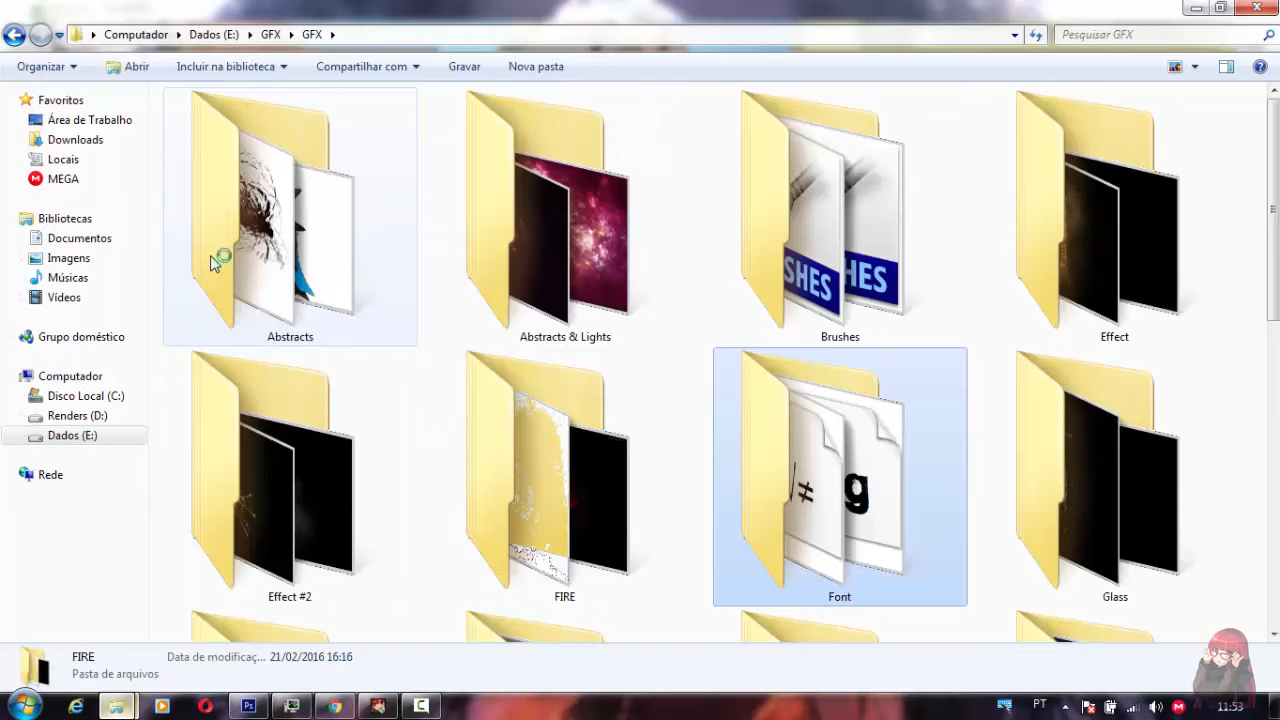 Computador
Dados (E:)
GFX
GFX
Pesquisar GFX
Organizar
Abrir
Incluir na biblioteca
Compartilhar com
Gravar
Nova pasta
Favoritos
Área de Trabalho
Downloads
Locais
MEGA
Bibliotecas
Documentos
Imagens
Músicas
Vídeos
Grupo doméstico
Computador
Disco Local (C:)
Renders (D:)
Dados (E:)
Rede
SHES
HES
Abstracts
Abstracts & Lights
Brushes
Effect
g
Effect #2
FIRE
Font
Glass
FIRE
Data de modificaç... 21/02/2016 16:16
Pasta de arquivos
Ps
PT
11:53